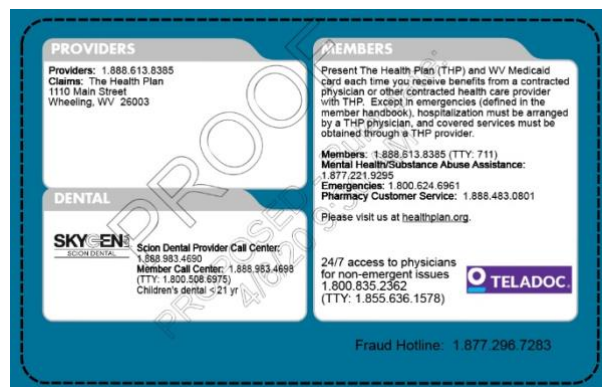 PROVIDERS
Providers: 1.888.613.8385
Claims: The Health Plan
1110 Main Street
Wheeling, WV 26003
DENTAL
SKYGEN
SCION DENTAL
Scion Dental Provider Call Center:
1.888.983.4690
Member Call Center: 1.888.983.4698
(TTY: 1.800.508.6975)
Children's dental < 21 yr
MEMBERS
Present The Health Plan (THP) and WV Medicaid
card each time you receive benefits from a contracted
physician or other contracted health care provider
with THP. Except in emergencies (defined in the
member handbook), hospitalization must be arranged
by a THP physician, and covered services must be
obtained through a THP provider.
Members: 1.888.613.8385 (TTY: 711)
Mental Health/Substance Abuse Assistance:
1.877.221.9295
Emergencies: 1.800.624.6961
Pharmacy Customer Service: 1.888.483.0801
Please visit us at healthplan.org.
24/7 access to physicians
for non-emergent issues
1.800.835.2362
(TTY: 1.855.636.1578)
TELADOC
Fraud Hotline: 1.877.296.7283
PROOF